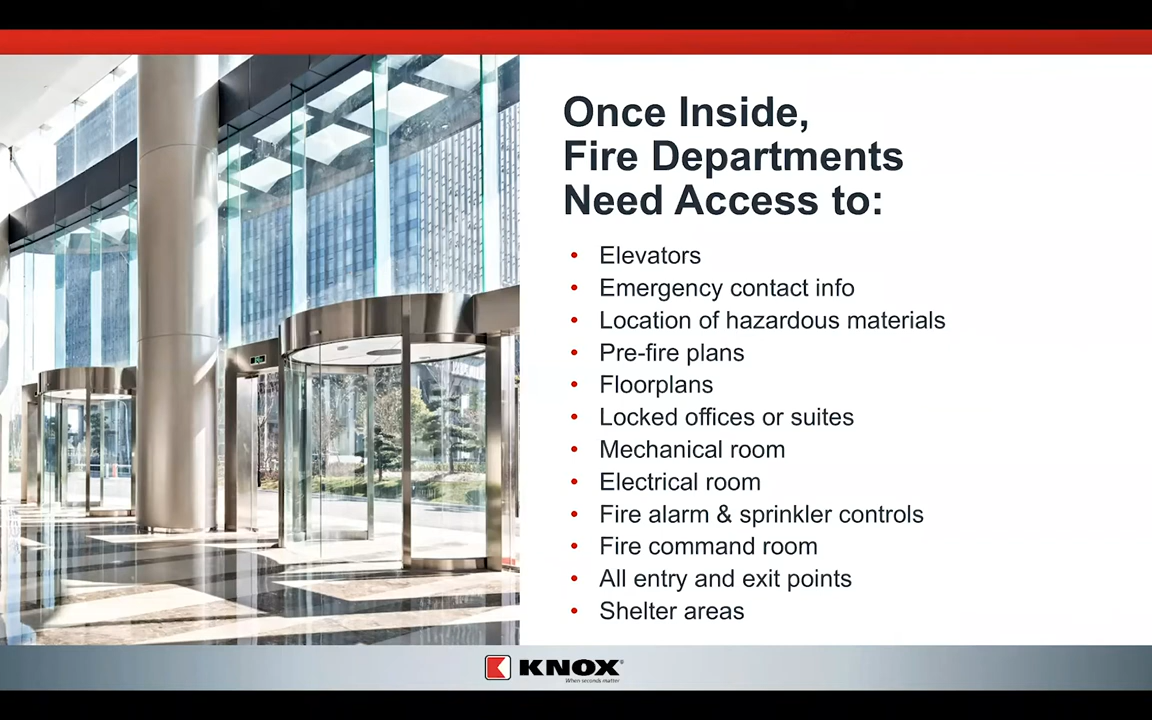 Once Inside,
Fire Departments
Need Access to:
• Elevators
• Emergency contact info
• Location of hazardous materials
• Pre-fire plans
• Floorplans
• Locked offices or suites
• Mechanical room
• Electrical room
• Fire alarm & sprinkler controls
• Fire command room
• All entry and exit points
• Shelter areas
KNOX®
When seconds matter